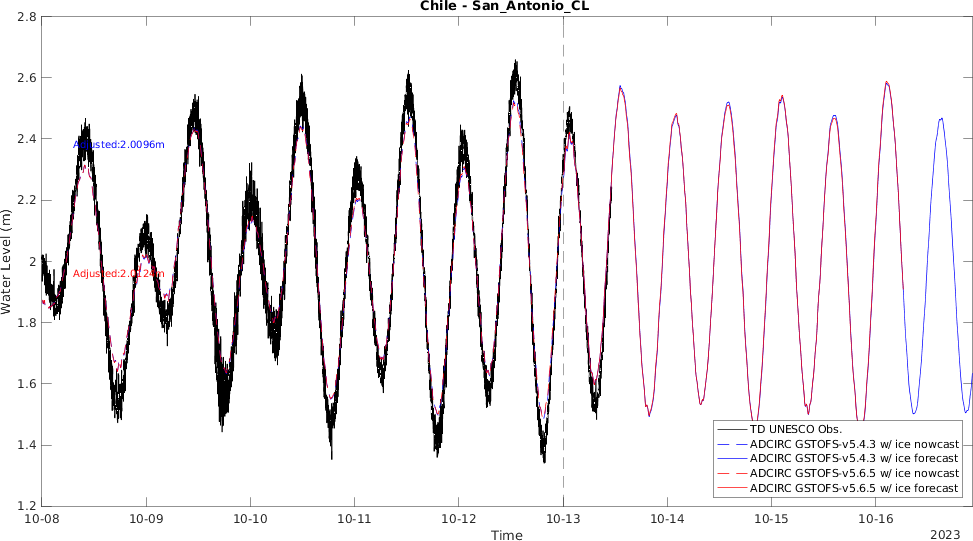 Chile - San_Antonio_CL
2.8
2.6
2.4
2.2
2
1.8
1.6
1.4
1.2
Water Level (m)
Adjusted:2.0096m
Adjusted:2.0124m
TD UNESCO Obs.
ADCIRC GSTOFS-v5.4.3 w/ ice nowcast
ADCIRC GSTOFS-v5.4.3 w/ ice forecast
ADCIRC GSTOFS-v5.6.5 w/ ice nowcast
ADCIRC GSTOFS-v5.6.5 w/ ice forecast
10-08 10-09 10-10 10-11 10-12 10-13 10-14 10-15 10-16
Time
2023